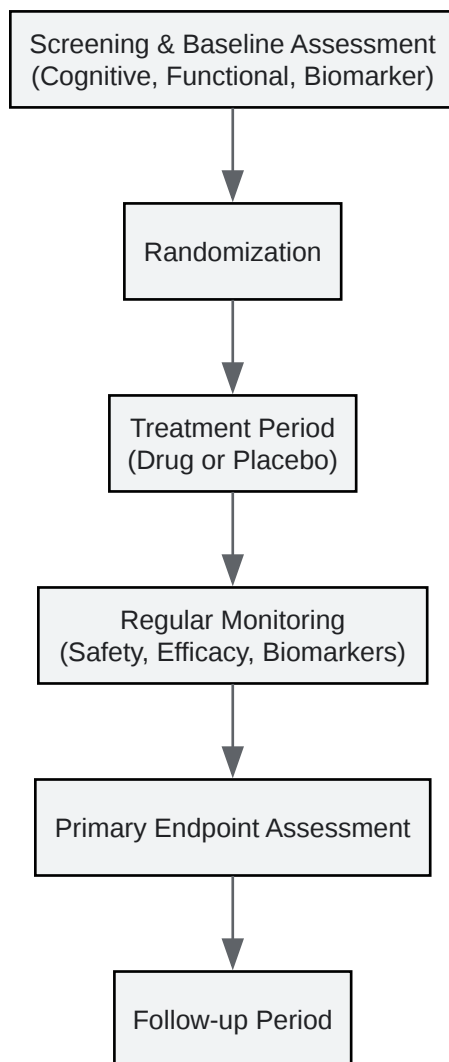 Screening & Baseline Assessment
(Cognitive, Functional, Biomarker)
Randomization
Treatment Period
(Drug or Placebo)
Regular Monitoring
(Safety, Efficacy, Biomarkers)
Primary Endpoint Assessment
Follow-up Period